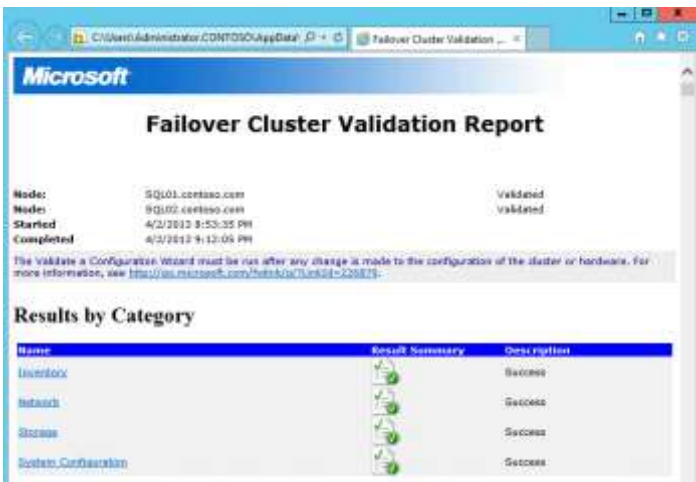 C:\Users\Administrator.CONTOSO\AppData\
Failover Cluster Validation ...
Microsoft
Failover Cluster Validation Report
Node: SQL01.contoso.com Validated
Node: SQL02.contoso.com Validated
Started 4/2/2013 8:53:35 PM
Completed 4/2/2013 9:12:05 PM
The Validate a Configuration Wizard must be run after any change is made to the configuration of the cluster or hardware. For
more information, see
Results by Category
Name Result Summary Description
Inventory Success
Network Success
Storage Success
System Configuration Success